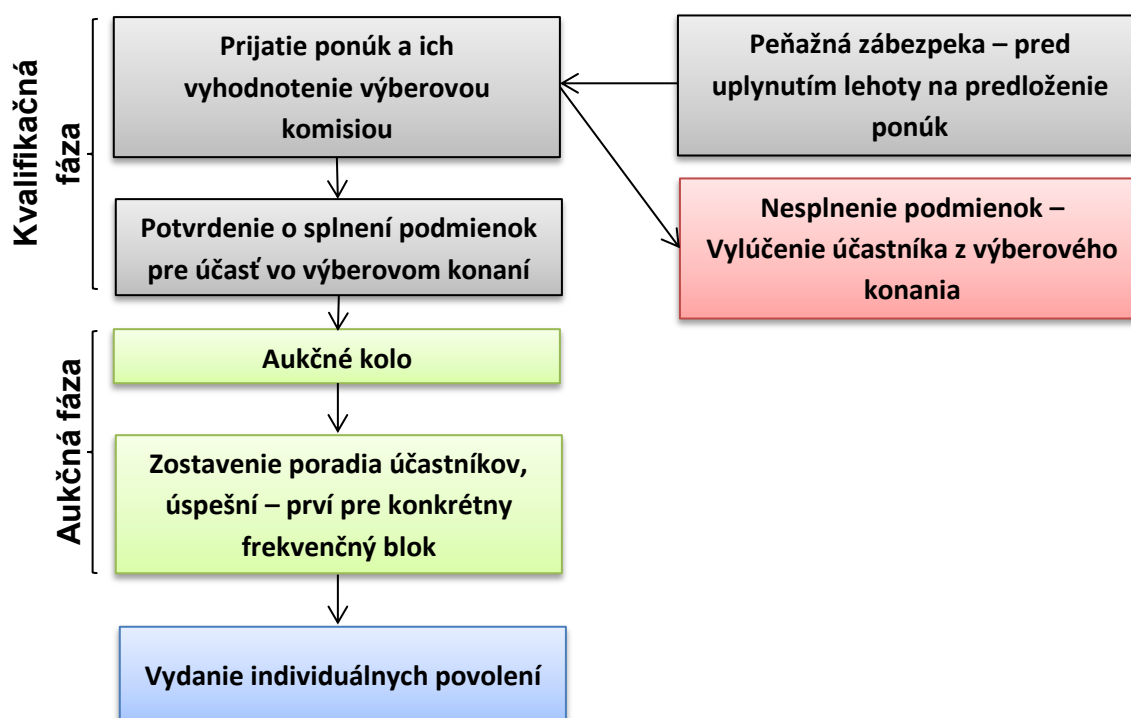 Kvalifikačná
fáza
Prijatie ponúk a ich
vyhodnotenie výberovou
komisiou
Peňažná zábezpeka – pred
uplynutím lehoty na predloženie
ponúk
Nesplnenie podmienok –
Vylúčenie účastníka z výberového
konania
Potvrdenie o splnení podmienok
pre účasť vo výberovom konaní
Aukčná fáza
Aukčné kolo
Zostavenie poradia účastníkov,
úspešní – prví pre konkrétny
frekvenčný blok
Vydanie individuálnych povolení